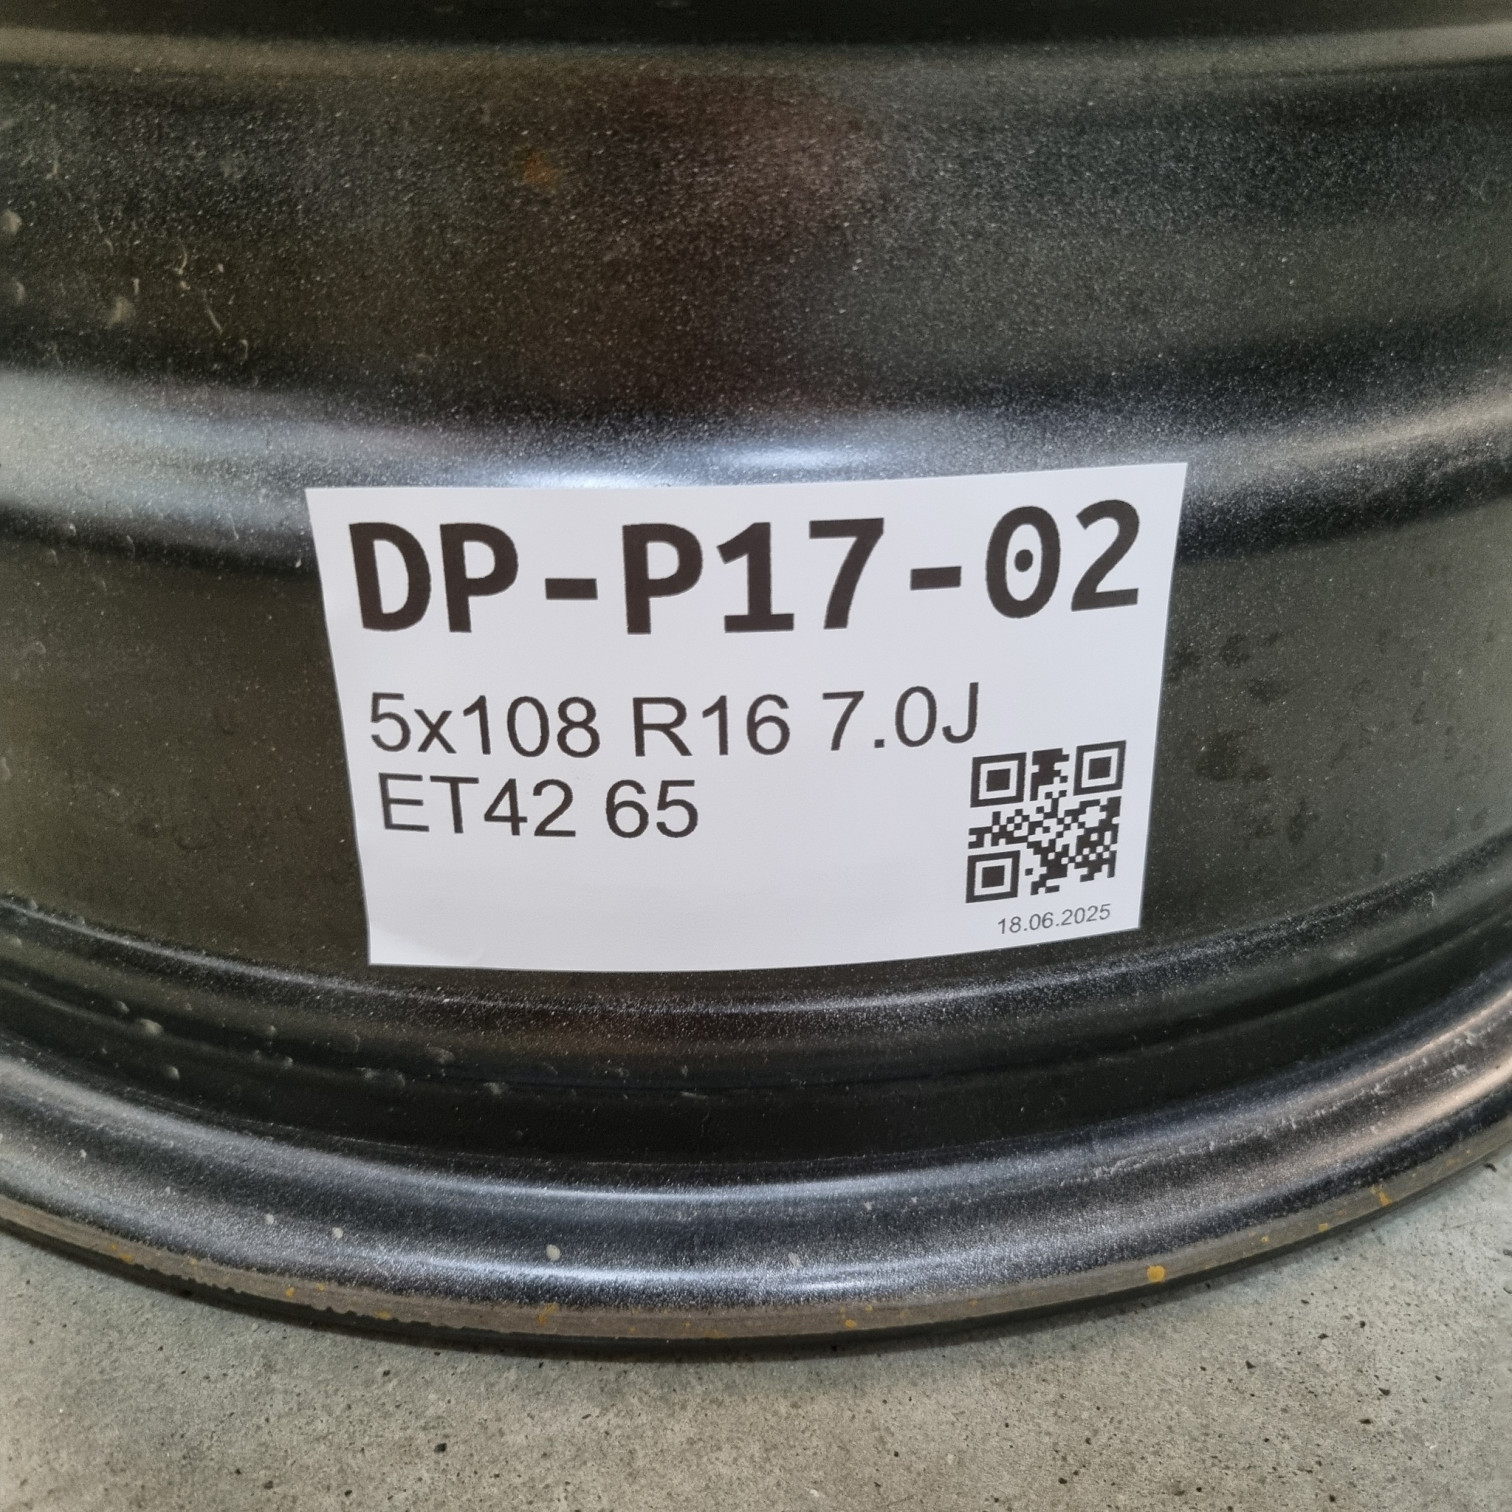 DP-P17-02
5x108 R16 7.0J
ET42 65
18.06.2025